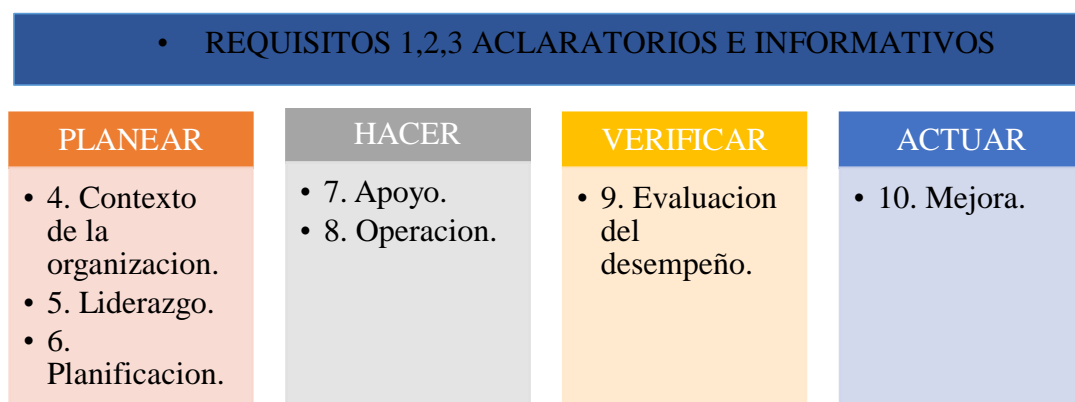 • REQUISITOS 1,2,3 ACLARATORIOS E INFORMATIVOS
PLANEAR
• 4. Contexto
de la
organizacion.
• 5. Liderazgo.
• 6.
Planificacion.
HACER
• 7. Apoyo.
• 8. Operacion.
VERIFICAR
• 9. Evaluacion
del
desempeño.
ACTUAR
• 10. Mejora.